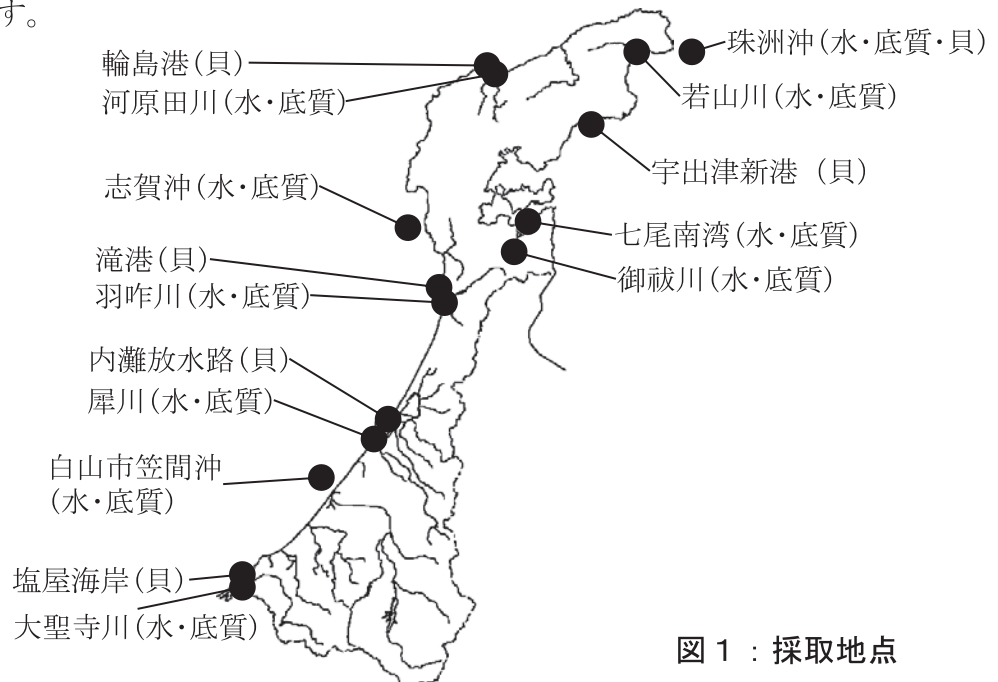 す。
輪島港(貝)
河原田川(水・底質)
珠洲沖(水・底質・貝)
若山川(水・底質)
宇出津新港 (貝)
志賀沖(水・底質)
七尾南湾(水・底質)
御祓川(水・底質)
滝港(貝)
羽咋川(水・底質)
内灘放水路(貝)
犀川(水・底質)
白山市笠間沖
(水・底質)
塩屋海岸(貝)
大聖寺川(水・底質)
図1:採取地点